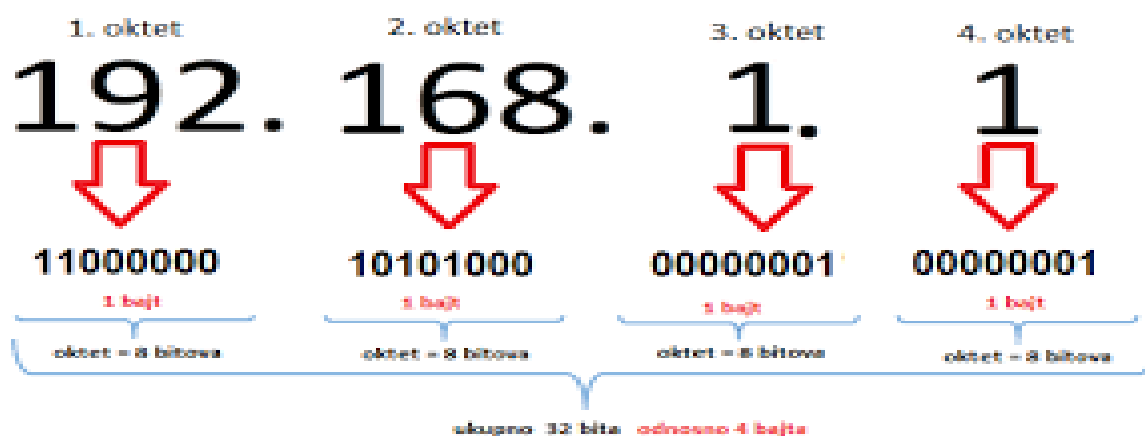 1. oktet 2. oktet 3. oktet 4. oktet
192. 168. 1. 1
11000000 10101000 00000001 00000001
1 bajt 1 bajt 1 bajt 1 bajt
oktet – 8 bitova oktet – 8 bitova oktet – 8 bitova oktet – 8 bitova
ukupno 32 bita odnosno 4 bajta